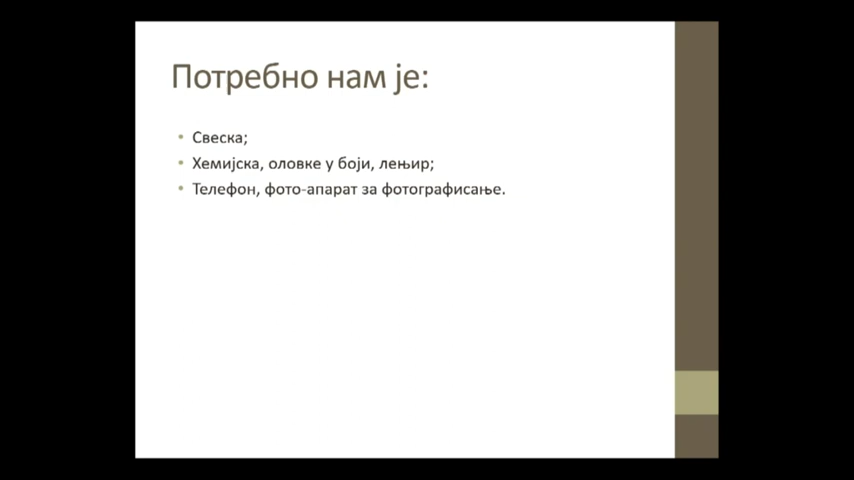 Потребно нам је:
• Свеска;
• Хемијска, оловке у боји, лењир;
• Телефон, фото-апарат за фотографисање.